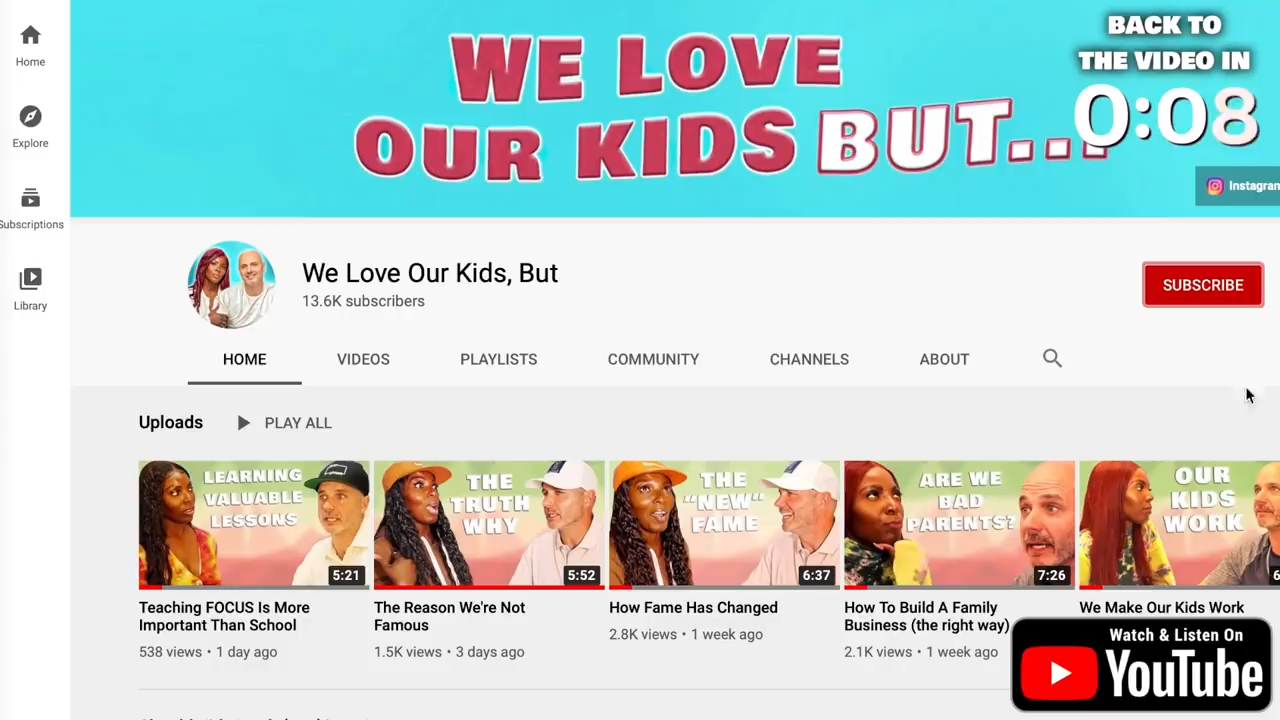 WE LOVE
OUR KIDS BUT...
BACK TO
THE VIDEO IN
0:08
Home
Explore
Subscriptions
Library
Instagram
We Love Our Kids, But
13.6K subscribers
SUBSCRIBE
HOME
VIDEOS
PLAYLISTS
COMMUNITY
CHANNELS
ABOUT
Uploads
PLAY ALL
LEARNING
VALUABLE
LESSONS
5:21
Teaching FOCUS Is More
Important Than School
538 views • 1 day ago
THE
TRUTH
WHY
5:52
The Reason We're Not
Famous
1.5K views • 3 days ago
THE
"NEW"
FAME
6:37
How Fame Has Changed
2.8K views • 1 week ago
ARE WE
BAD
PARENTS?
7:26
How To Build A Family
Business (the right way)
2.1K views • 1 week ago
OUR
KIDS
WORK
We Make Our Kids Work
Watch & Listen On
YouTube